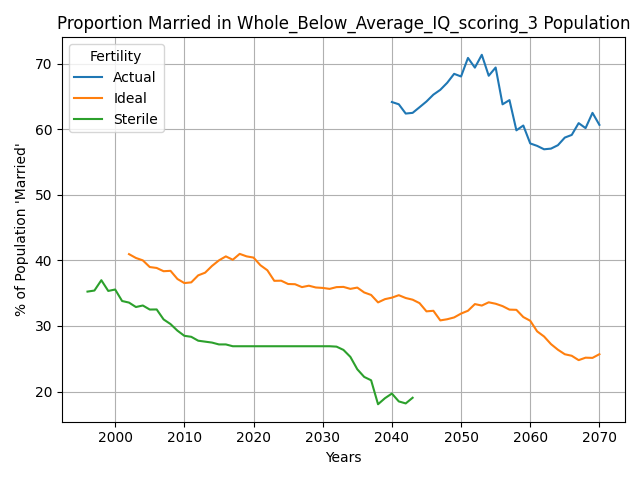 Proportion Married in Whole_Below_Average_IQ_scoring_3 Population
Fertility
Actual
Ideal
Sterile
% of Population 'Married'
70
60
50
40
30
20
2000 2010 2020 2030 2040 2050 2060 2070
Years